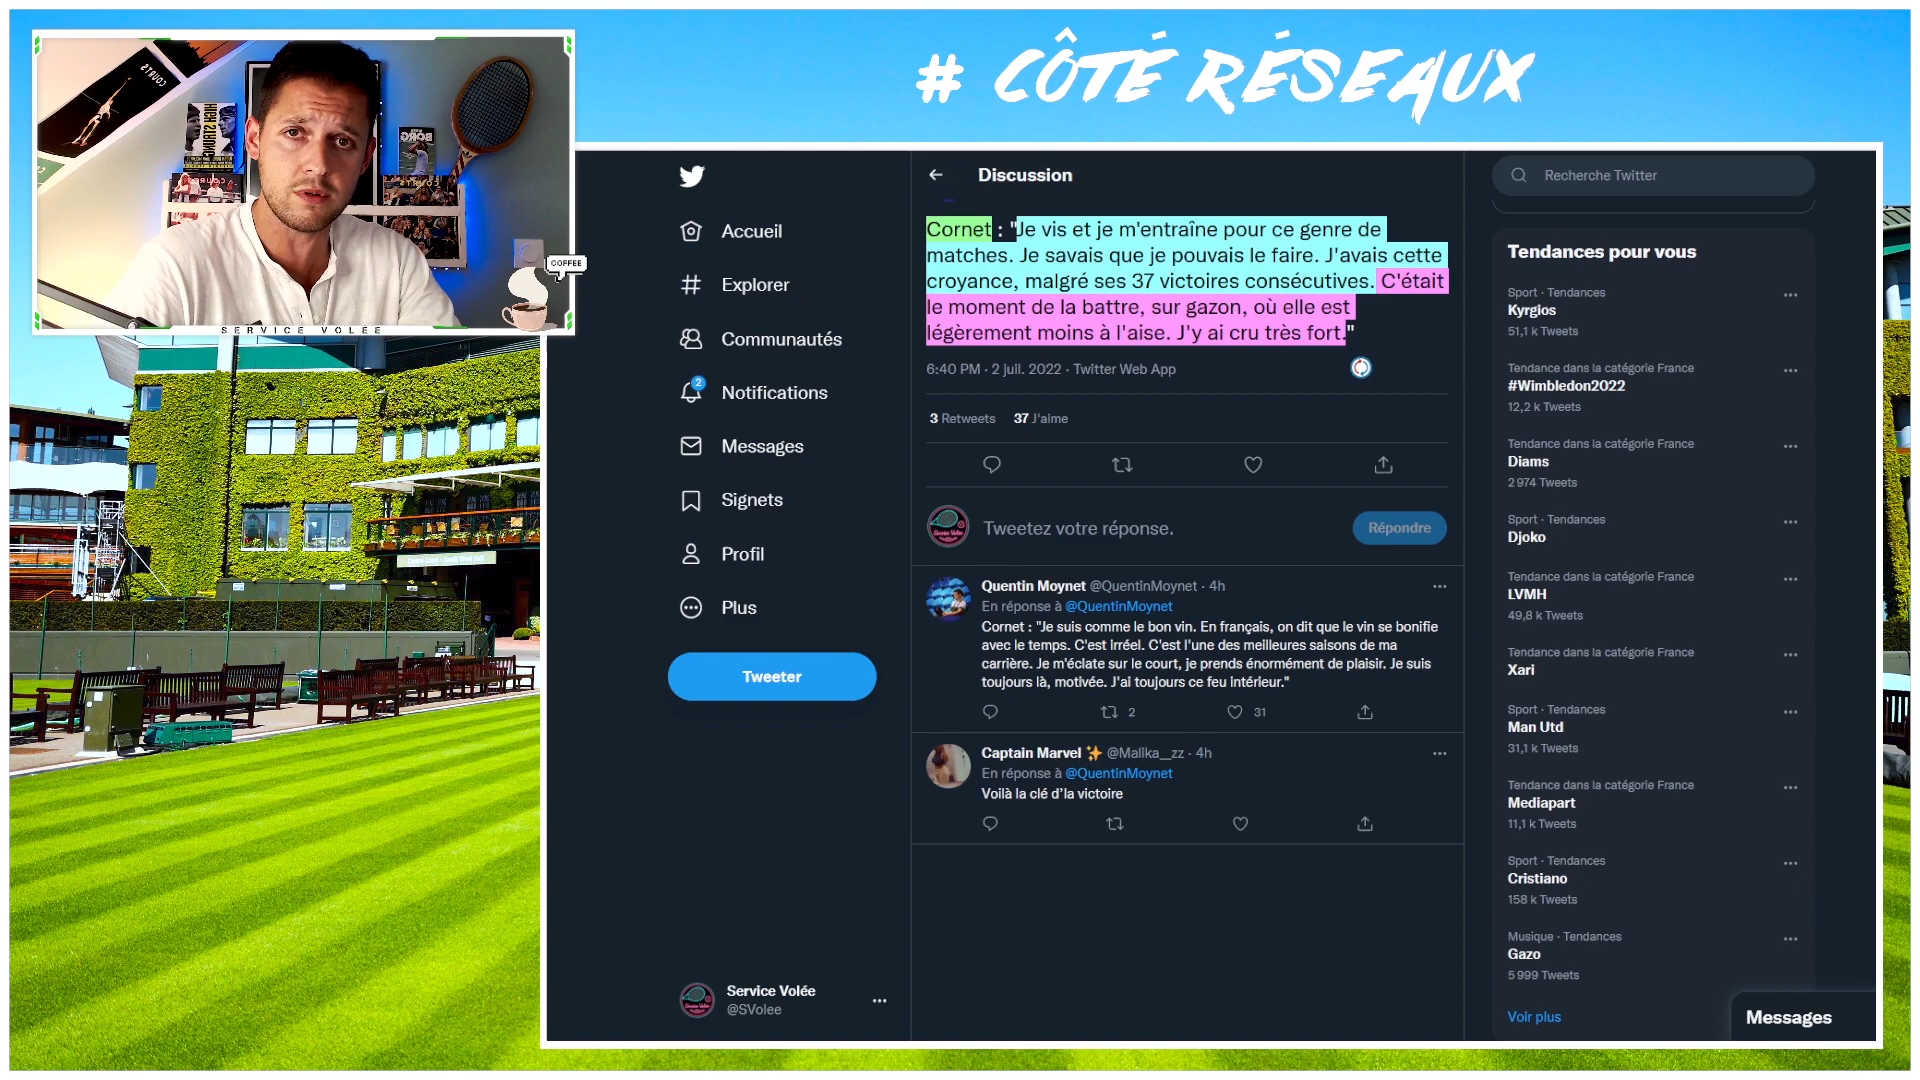 # CÔTÉ RÉSEAUX
COURTS
BORG
COFFEE
SERVICE VOLÉE
Accueil
Explorer
Communautés
2
Notifications
Messages
Signets
Profil
Plus
Tweeter
Service Volée
@SVolee
Discussion
Cornet : "Je vis et je m'entraîne pour ce genre de
matches. Je savais que je pouvais le faire. J'avais cette
croyance, malgré ses 37 victoires consécutives. C'était
le moment de la battre, sur gazon, où elle est
légèrement moins à l'aise. J'y ai cru très fort."
6:40 PM · 2 juil. 2022 · Twitter Web App
3 Retweets 37 J'aime
Tweetez votre réponse.
Répondre
Quentin Moynet @QuentinMoynet · 4h
En réponse à @QuentinMoynet
Cornet : "Je suis comme le bon vin. En français, on dit que le vin se bonifie
avec le temps. C'est irréel. C'est l'une des meilleures saisons de ma
carrière. Je m'éclate sur le court, je prends énormément de plaisir. Je suis
toujours là, motivée. J'ai toujours ce feu intérieur."
2 31
Captain Marvel ✨ @Malika__zz · 4h
En réponse à @QuentinMoynet
Voilà la clé d'la victoire
Recherche Twitter
Tendances pour vous
Sport · Tendances
Kyrgios
51,1 k Tweets
Tendance dans la catégorie France
#Wimbledon2022
12,2 k Tweets
Tendance dans la catégorie France
Diams
2 974 Tweets
Sport · Tendances
Djoko
Tendance dans la catégorie France
LVMH
49,8 k Tweets
Tendance dans la catégorie France
Xari
Sport · Tendances
Man Utd
31,1 k Tweets
Tendance dans la catégorie France
Mediapart
11,1 k Tweets
Sport · Tendances
Cristiano
158 k Tweets
Musique · Tendances
Gazo
5 999 Tweets
Voir plus
Messages